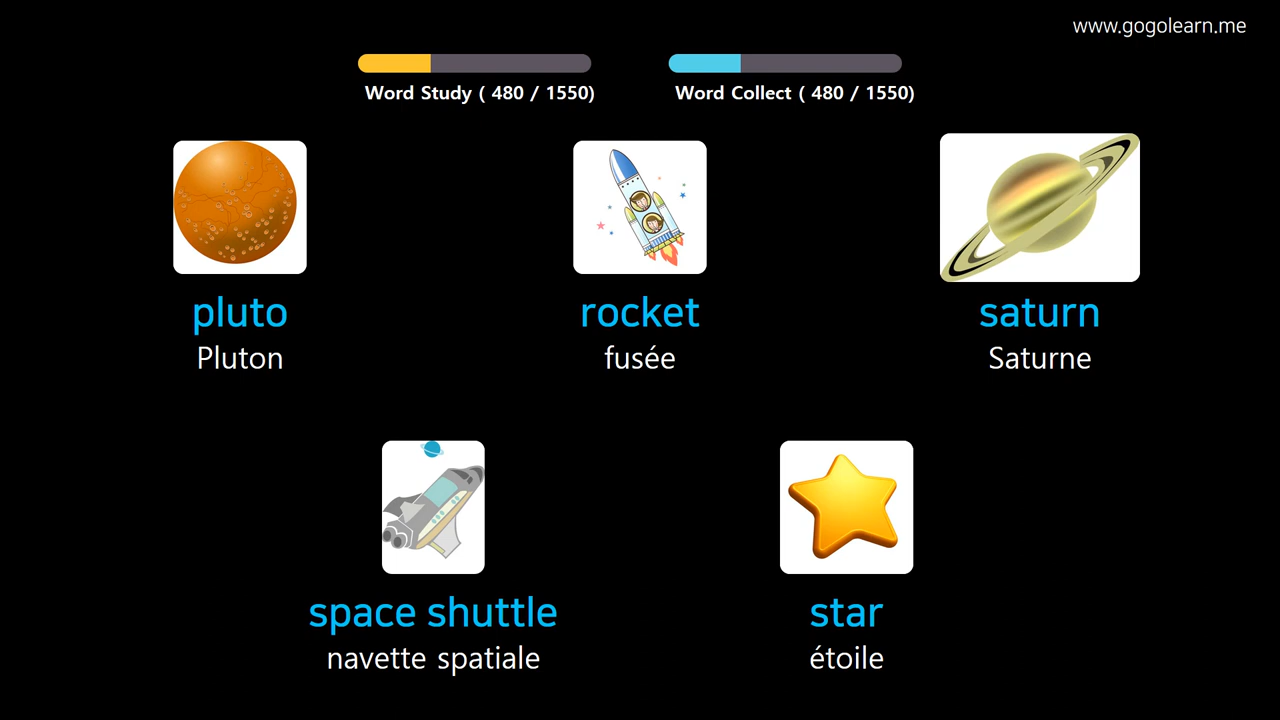 www.gogolearn.me
Word Study ( 480 / 1550)
Word Collect ( 480 / 1550)
pluto
Pluton
rocket
fusée
saturn
Saturne
space shuttle
navette spatiale
star
étoile